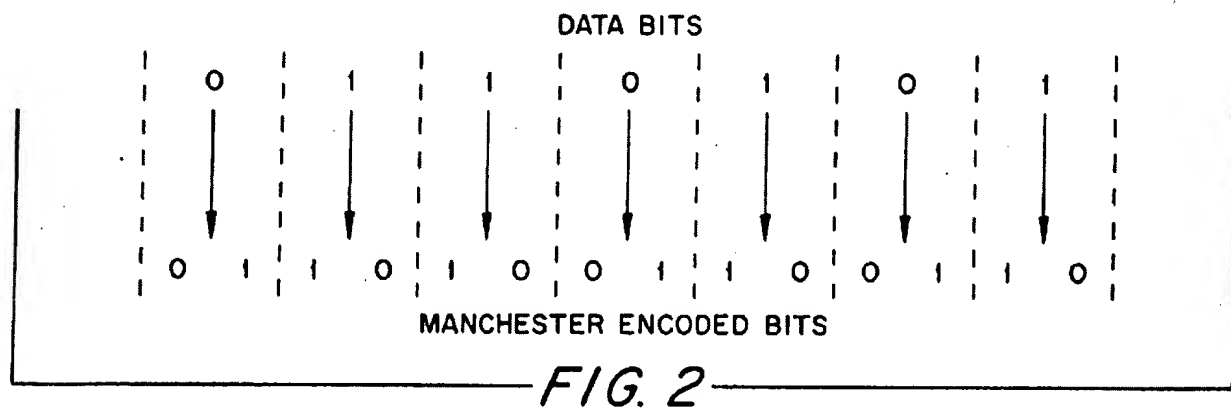 DATA BITS
0 1 1 0 1 0 1
0 1 1 0 1 0 0 1 1 0 0 1 1 0
MANCHESTER ENCODED BITS
FIG. 2